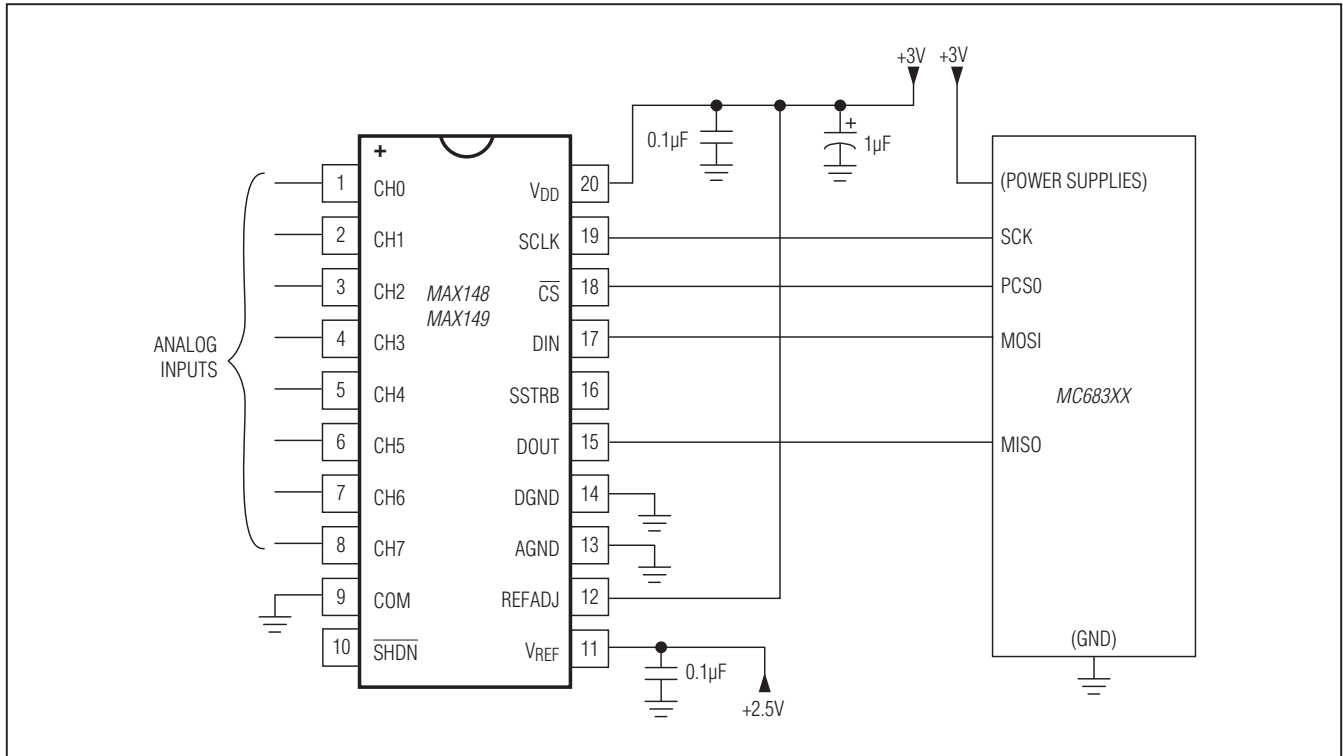 +3V +3V
0.1µF
+
1µF
+
1 CH0
2 CH1
3 CH2
4 CH3
5 CH4
6 CH5
7 CH6
8 CH7
9 COM
10 SHDN
ANALOG
INPUTS
MAX148
MAX149
VDD 20
SCLK 19
CS 18
DIN 17
SSTRB 16
DOUT 15
DGND 14
AGND 13
REFADJ 12
VREF 11
0.1µF
+2.5V
(POWER SUPPLIES)
SCK
PCS0
MOSI
MC683XX
MISO
(GND)